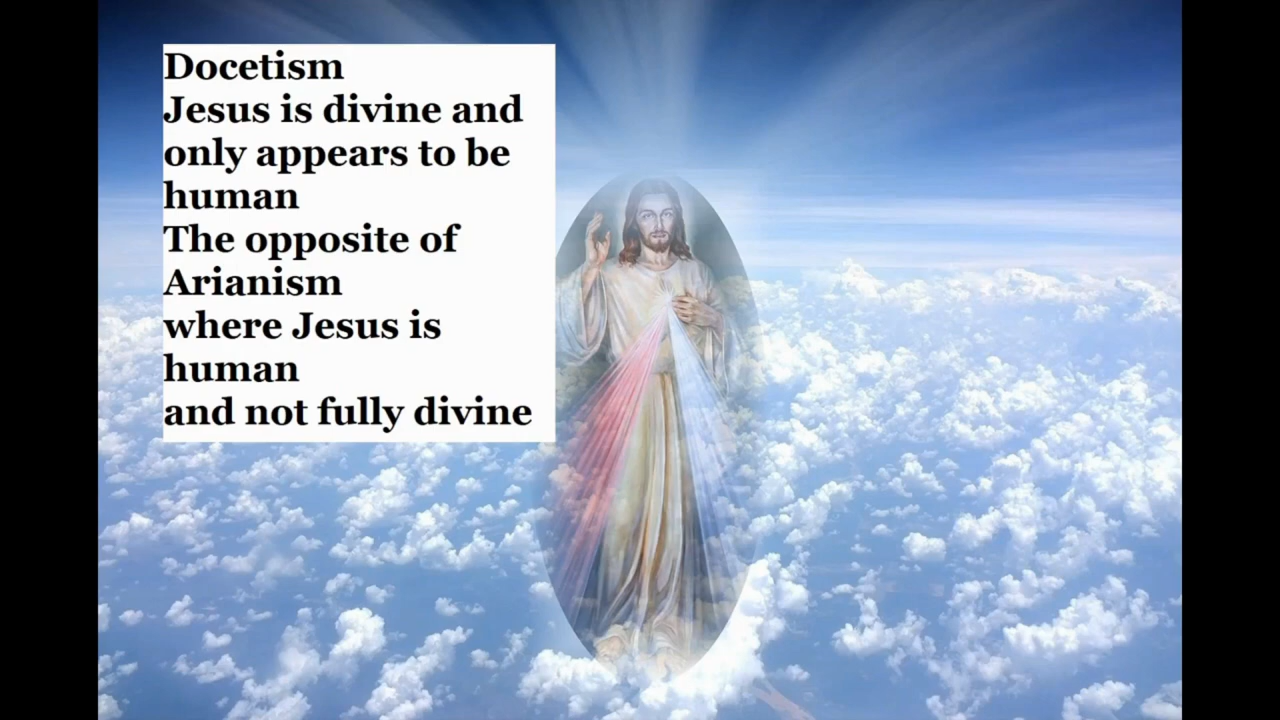 Docetism
Jesus is divine and
only appears to be
human
The opposite of
Arianism
where Jesus is
human
and not fully divine